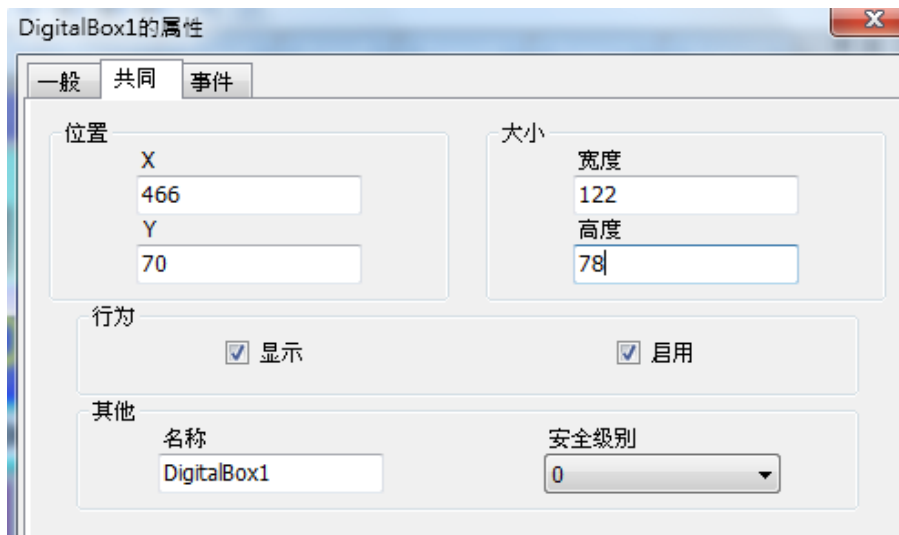 DigitalBox1的属性
一般 共同 事件
位置
X
466
Y
70
大小
宽度
122
高度
78
行为
显示 启用
其他
名称
DigitalBox1
安全级别
0